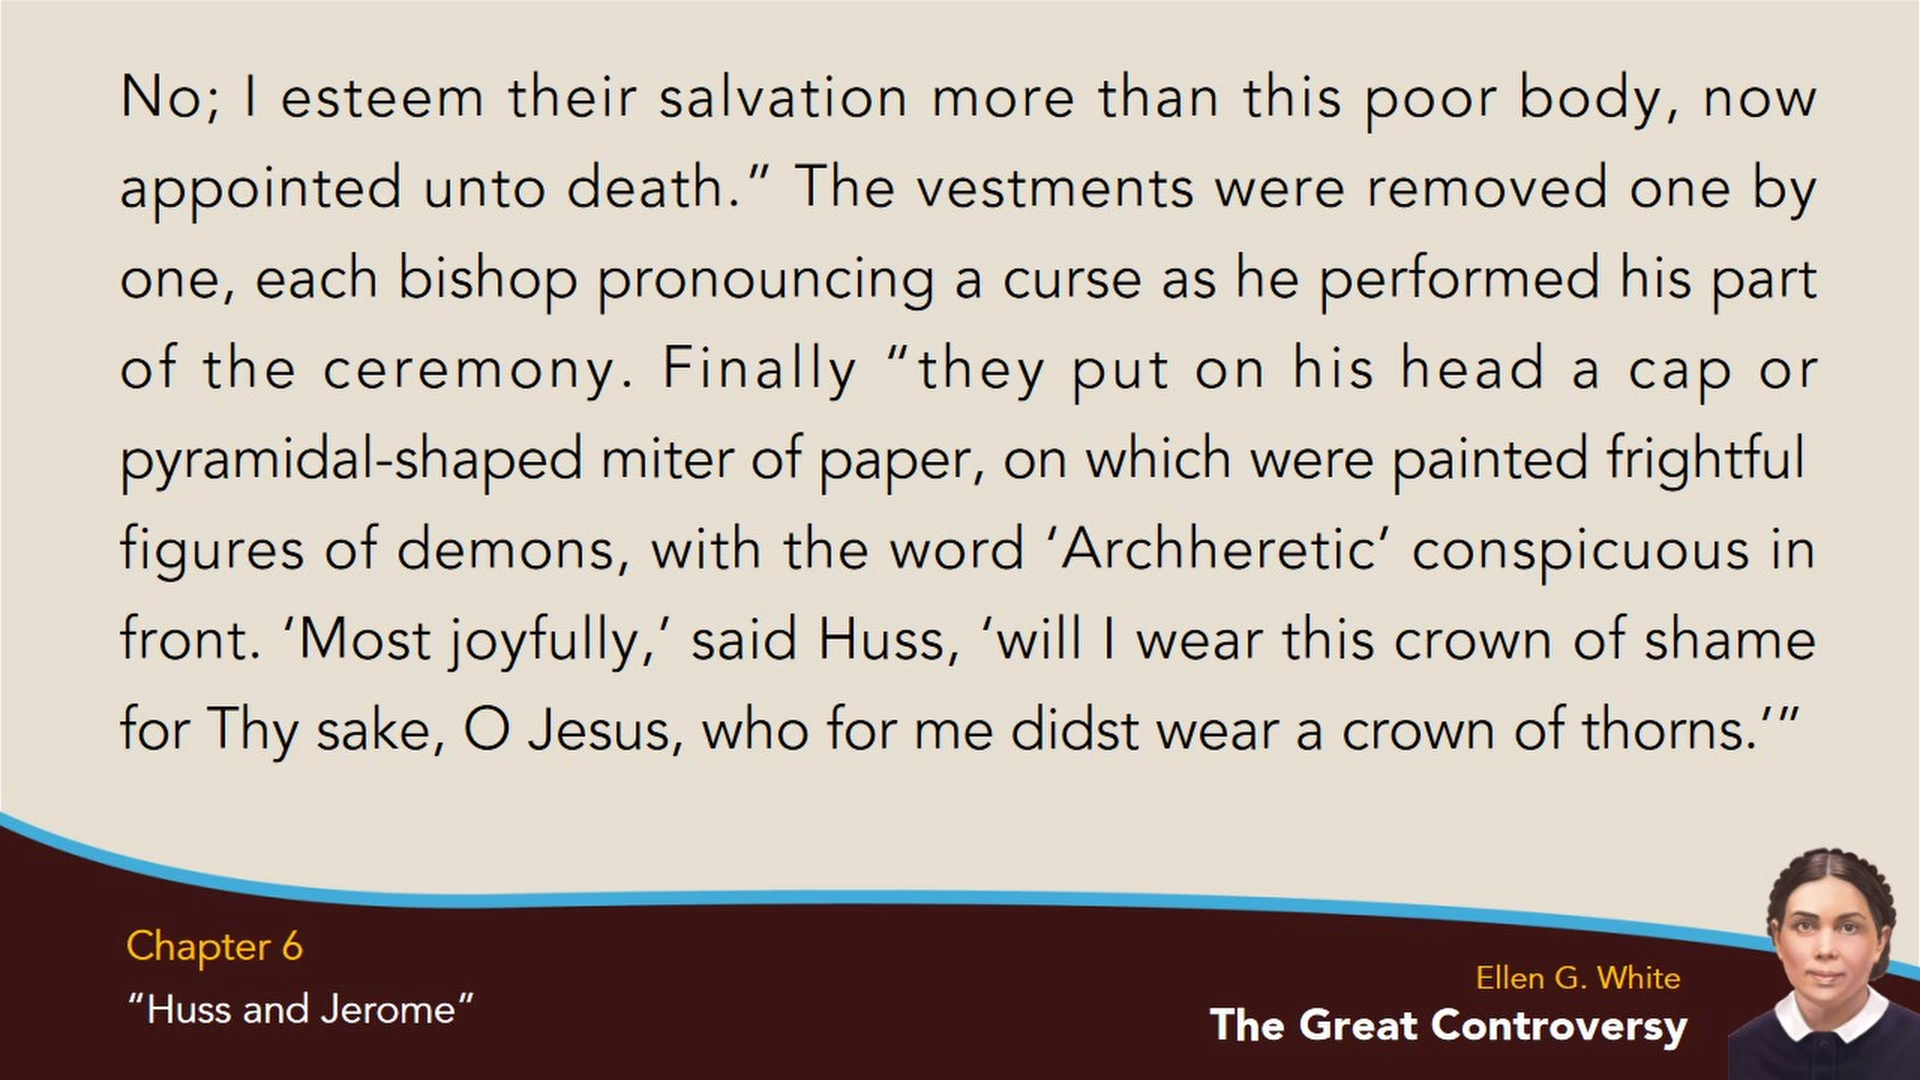 No; I esteem their salvation more than this poor body, now
appointed unto death.” The vestments were removed one by
one, each bishop pronouncing a curse as he performed his part
of the ceremony. Finally “they put on his head a cap or
pyramidal-shaped miter of paper, on which were painted frightful
figures of demons, with the word ‘Archheretic’ conspicuous in
front. ‘Most joyfully,’ said Huss, ‘will I wear this crown of shame
for Thy sake, O Jesus, who for me didst wear a crown of thorns.’”
Chapter 6
“Huss and Jerome”
Ellen G. White
The Great Controversy